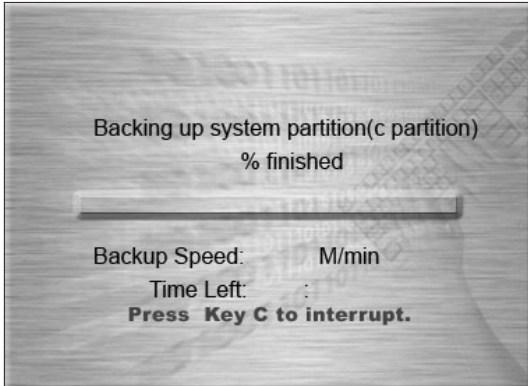 Backing up system partition(c partition)
% finished
Backup Speed: M/min
Time Left: :
Press Key C to interrupt.